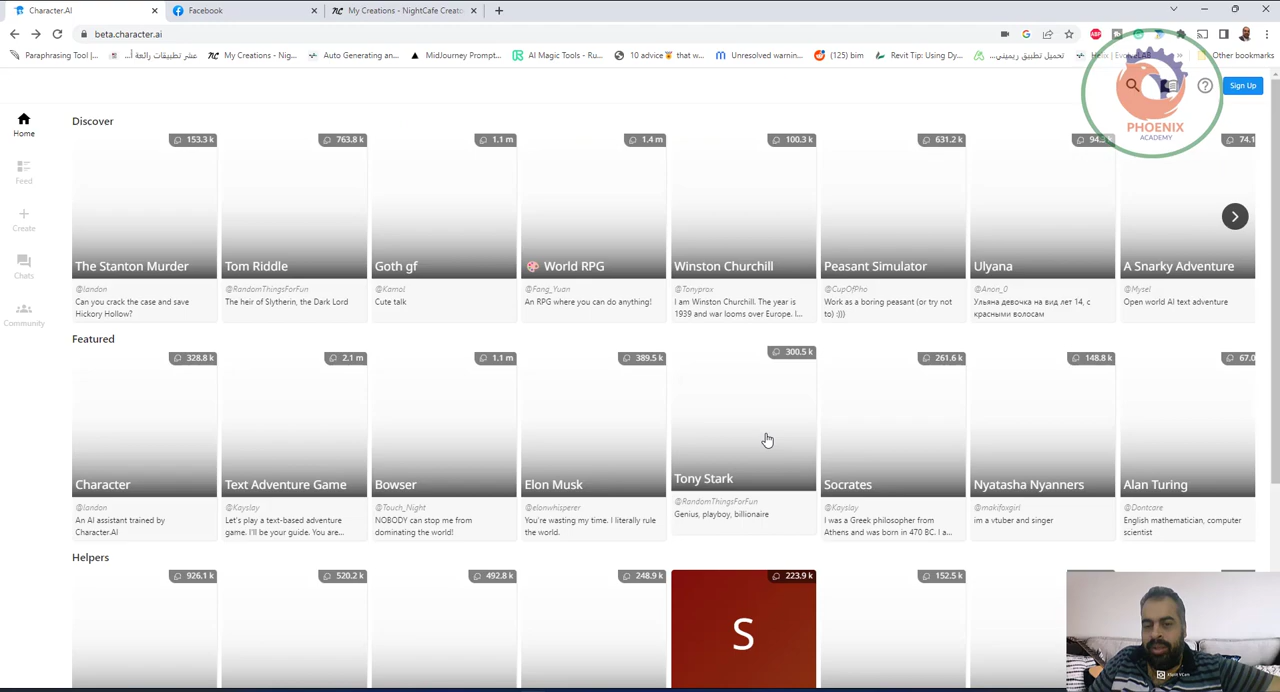 Character.AI
Facebook
My Creations - NightCafe Creato
beta.character.ai
Paraphrasing Tool |
عشر تطبيقات رائعة أ...
My Creations - Nig...
Auto Generating an...
MidJourney Prompt...
AI Magic Tools - Ru...
10 advice that w...
Unresolved warnin...
(125) bim
Revit Tip: Using Dy...
تحميل تطبيق ريميني...
Other bookmarks
Sign Up
PHOENIX
ACADEMY
Home
Feed
Create
Chats
Community
Discover
153.3 k
763.8 k
1.1 m
1.4 m
100.3 k
631.2 k
74.1
The Stanton Murder
Tom Riddle
Goth gf
World RPG
Winston Churchill
Peasant Simulator
Ulyana
A Snarky Adventure
@landon
@RandomThingsForFun
@Kamol
@Fang_Yuan
@Tonyprox
@CupOfPho
@Anon_0
@Mysel
Can you crack the case and save
Hickory Hollow?
The heir of Slytherin, the Dark Lord
Cute talk
An RPG where you can do anything!
I am Winston Churchill. The year is
1939 and war looms over Europe. I...
Work as a boring peasant (or try not
to) :)))
Ульяна девочка на вид лет 14, с
красными волосам
Open world AI text adventure
Featured
328.8 k
2.1 m
1.1 m
389.5 k
300.5 k
261.6 k
148.8 k
67.0
Character
Text Adventure Game
Bowser
Elon Musk
Tony Stark
Socrates
Nyatasha Nyanners
Alan Turing
@landon
@Kayslay
@Touch_Night
@elonwhisperer
@RandomThingsForFun
@Kayslay
@makifoxgirl
@Dontcare
An AI assistant trained by
Character.AI
Let's play a text-based adventure
game. I'll be your guide. You are...
NOBODY can stop me from
dominating the world!
You're wasting my time. I literally rule
the world.
Genius, playboy, billionaire
I was a Greek philosopher from
Athens and was born in 470 BC. I a...
im a vtuber and singer
English mathematician, computer
scientist
Helpers
926.1 k
520.2 k
492.8 k
248.9 k
223.9 k
152.5 k
S